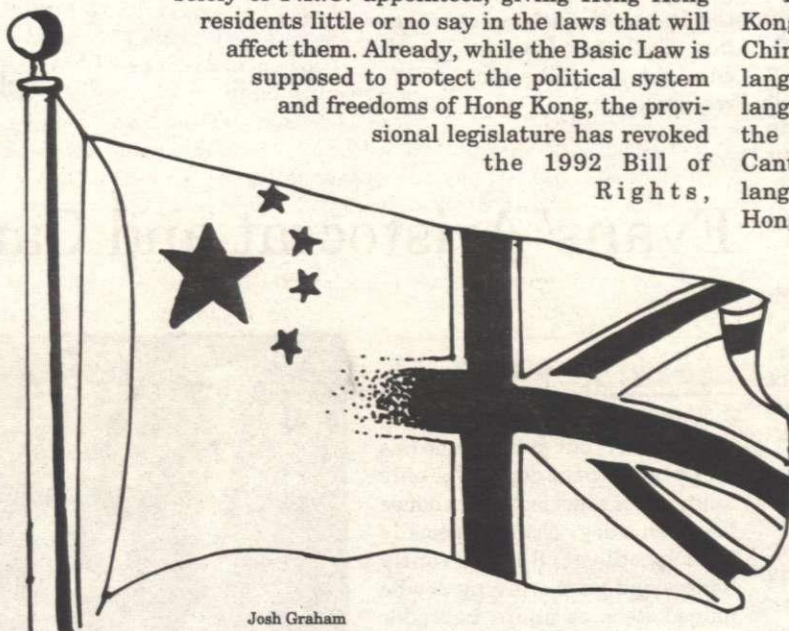 residents little or no say in the laws that will
affect them. Already, while the Basic Law is
supposed to protect the political system
and freedoms of Hong Kong, the provi-
sional legislature has revoked
the 1992 Bill of
Rights,
Kong
Chin
lang
lang
the
Cant
lang
Hong
Evans
Josh Graham